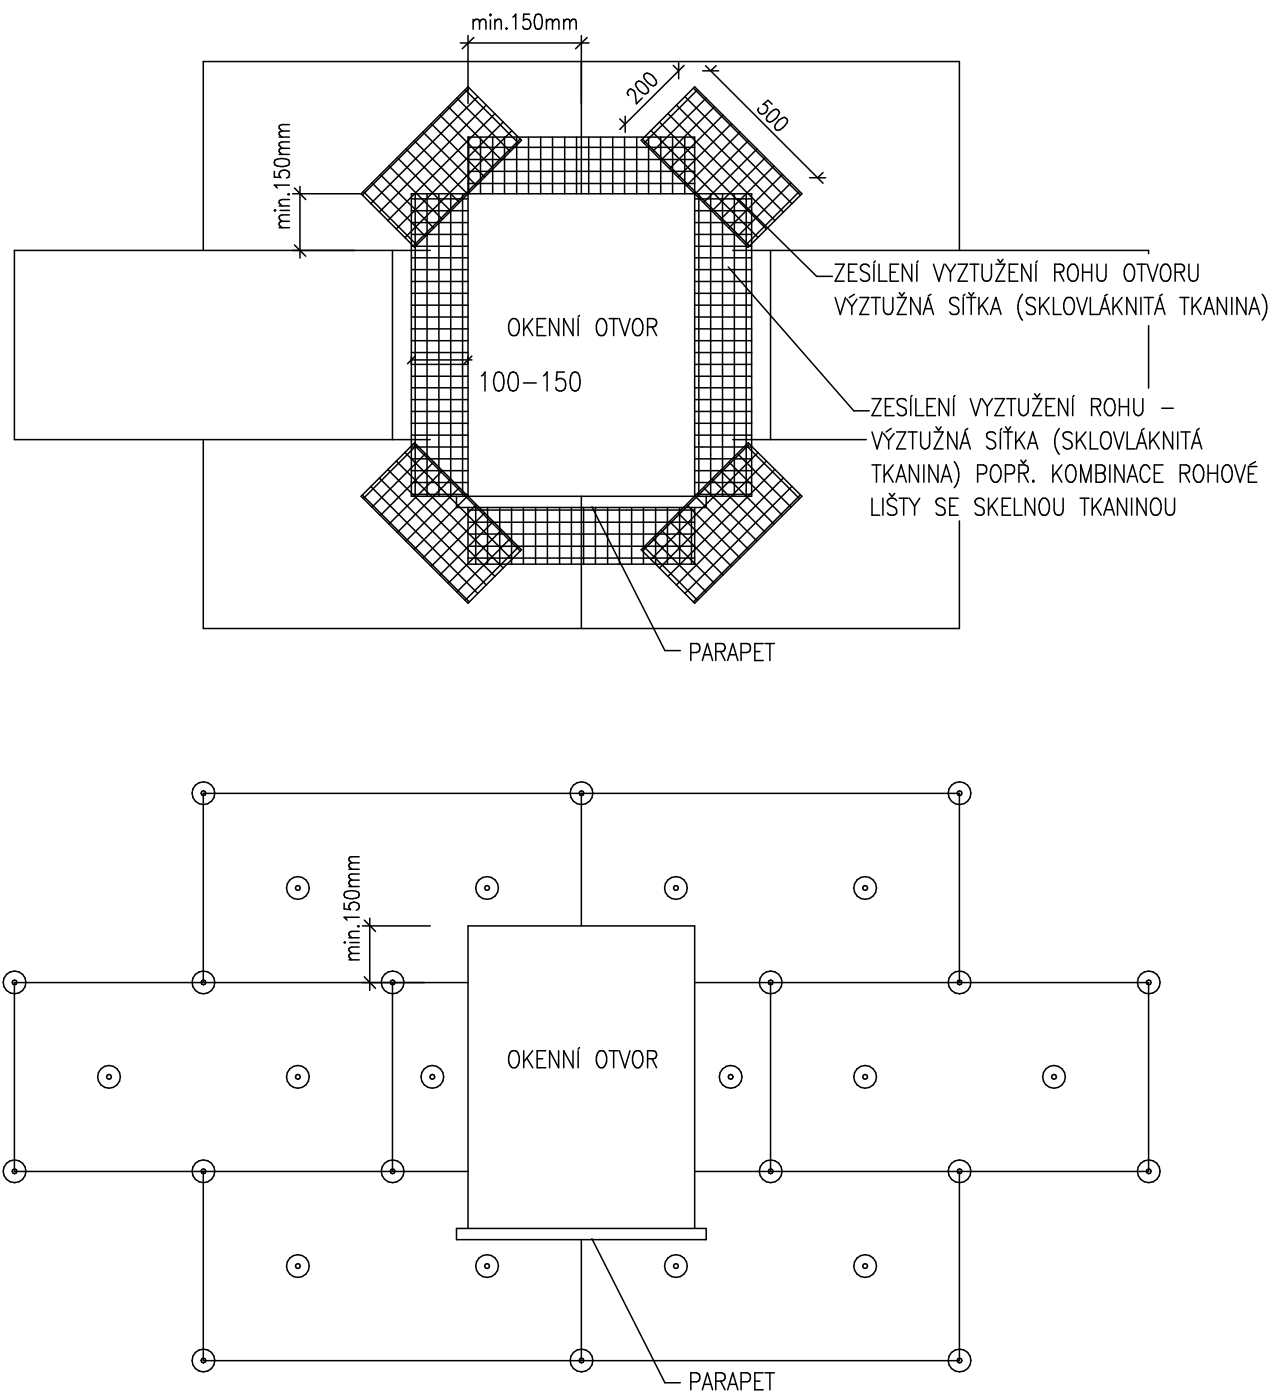 min.150mm
200
500
min.150mm
ZESÍLENÍ VYZTUŽENÍ ROHU OTVORU
VÝZTUŽNÁ SÍŤKA (SKLOVLÁKNITÁ TKANINA)
OKENNÍ OTVOR
100-150
ZESÍLENÍ VYZTUŽENÍ ROHU –
VÝZTUŽNÁ SÍŤKA (SKLOVLÁKNITÁ
TKANINA) POPŘ. KOMBINACE ROHOVÉ
LIŠTY SE SKELNOU TKANINOU
PARAPET
min.150mm
OKENNÍ OTVOR
PARAPET